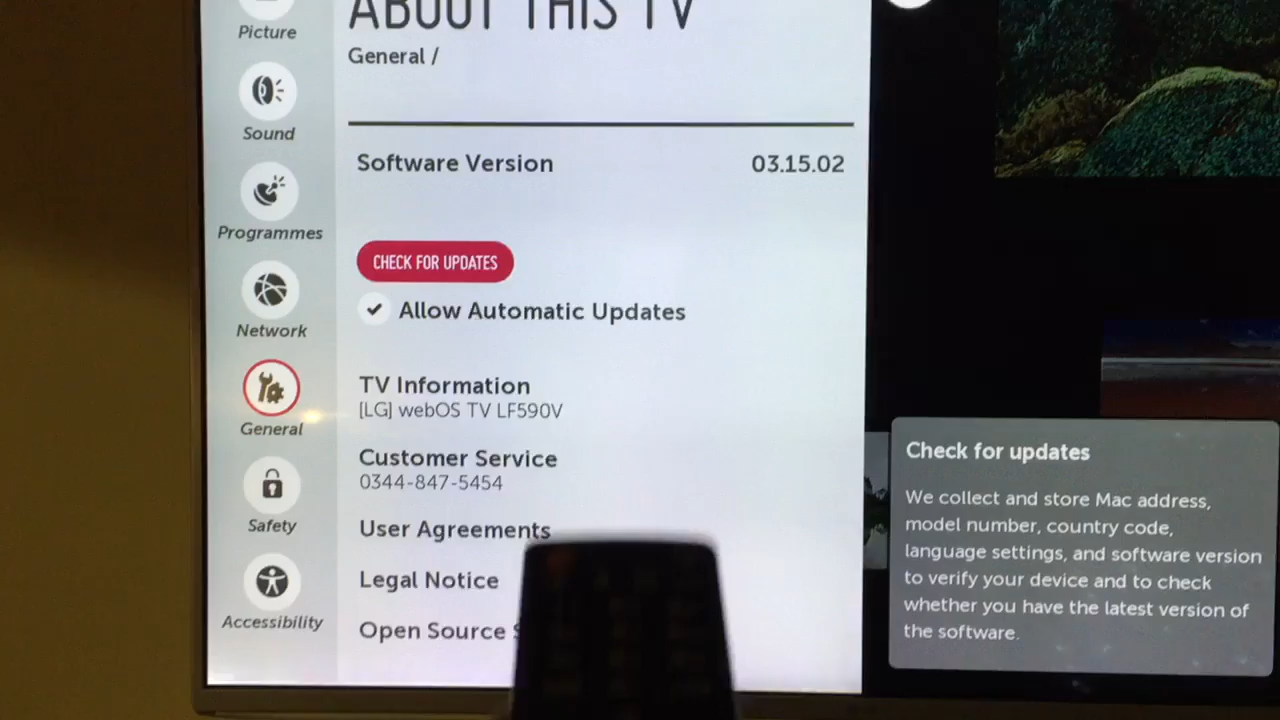 Picture
Sound
Programmes
Network
General
Safety
Accessibility
ABOUT THIS TV
General /
Software Version 03.15.02
CHECK FOR UPDATES
Allow Automatic Updates
TV Information
[LG] webOS TV LF590V
Customer Service
0344-847-5454
User Agreements
Legal Notice
Open Source
Check for updates
We collect and store Mac address,
model number, country code,
language settings, and software version
to verify your device and to check
whether you have the latest version of
the software.